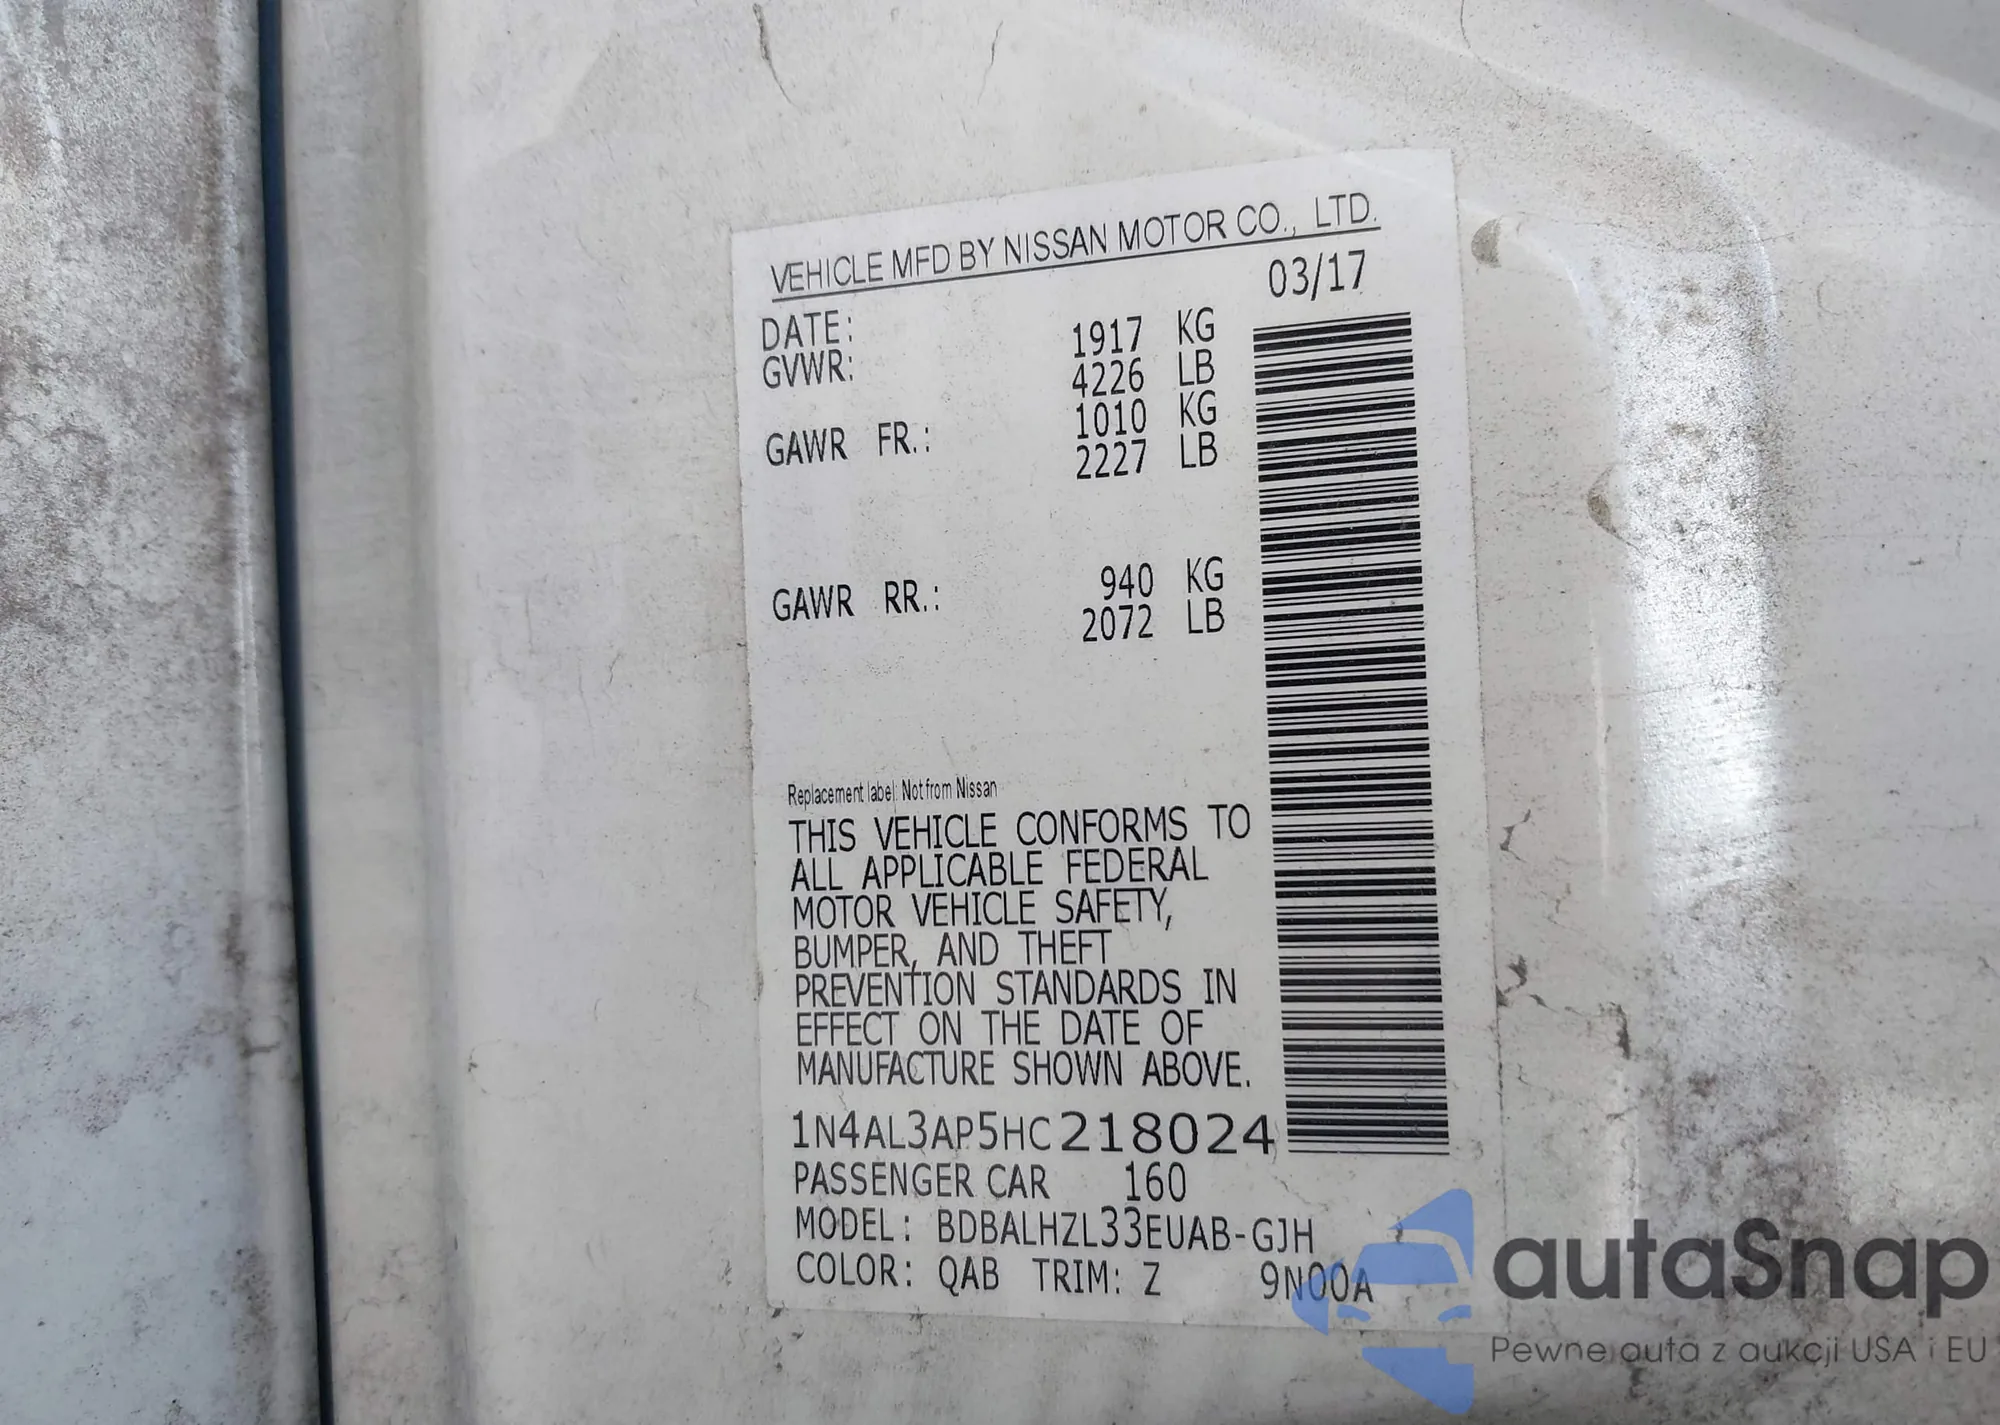 VEHICLE MFD BY NISSAN MOTOR CO., LTD.
03/17
DATE:
1917 KG
GVWR:
4226 LB
1010 KG
GAWR FR.:
2227 LB
940 KG
GAWR RR.:
2072 LB
Replacement label: Not from Nissan
THIS VEHICLE CONFORMS TO
ALL APPLICABLE FEDERAL
MOTOR VEHICLE SAFETY,
BUMPER, AND THEFT
PREVENTION STANDARDS IN
EFFECT ON THE DATE OF
MANUFACTURE SHOWN ABOVE.
1N4AL3AP5HC218024
PASSENGER CAR 160
MODEL: BDBALHZL33EUAB-GJH
COLOR: QAB TRIM: Z 9N00A
autaSnap
Pewne auta z aukcji USA i EU